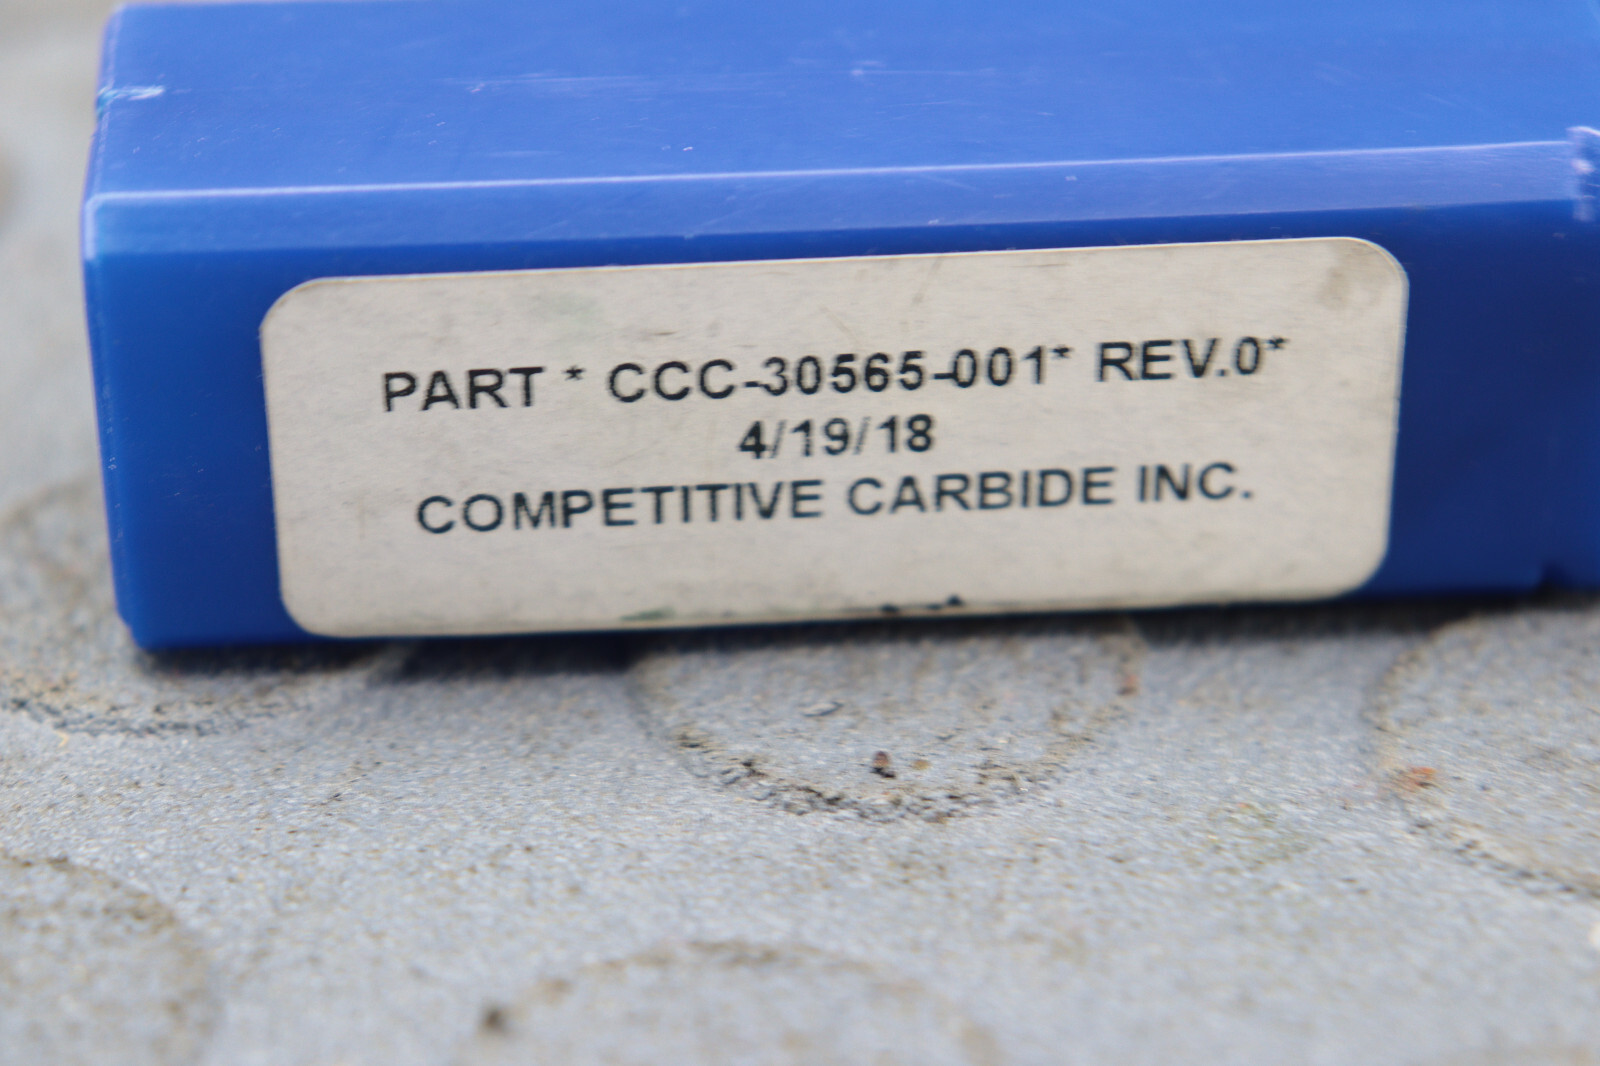 PART * CCC-30565-001* REV.0*
4/19/18
COMPETITIVE CARBIDE INC.